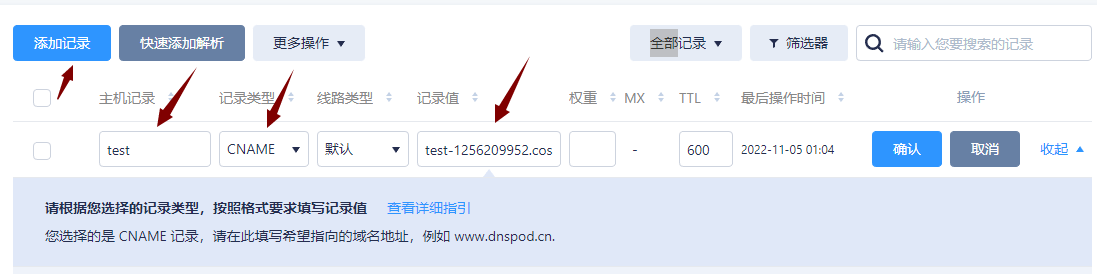 添加记录 快速添加解析 更多操作 全部记录 筛选器 请输入您要搜索的记录
主机记录 记录类型 线路类型 记录值 权重 MX TTL 最后操作时间 操作
test CNAME 默认 test-1256209952.cos - 600 2022-11-05 01:04 确认 取消 收起
请根据您选择的记录类型，按照格式要求填写记录值 查看详细指引
您选择的是 CNAME 记录，请在此填写希望指向的域名地址，例如 www.dnspod.cn.